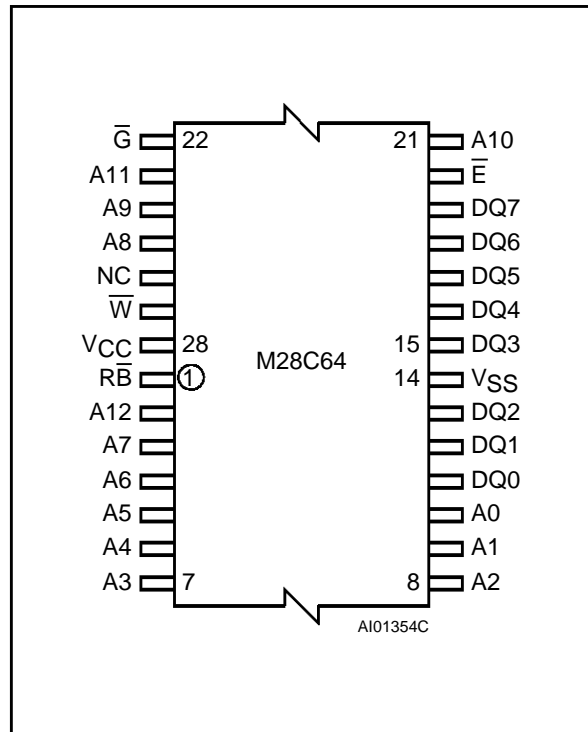 G̅ 22 21 A10
A11 E̅
A9 DQ7
A8 DQ6
NC DQ5
W̅ DQ4
VCC 28 M28C64 15 DQ3
RB̅ 1 14 VSS
A12 DQ2
A7 DQ1
A6 DQ0
A5 A0
A4 A1
A3 7 8 A2
AI01354C